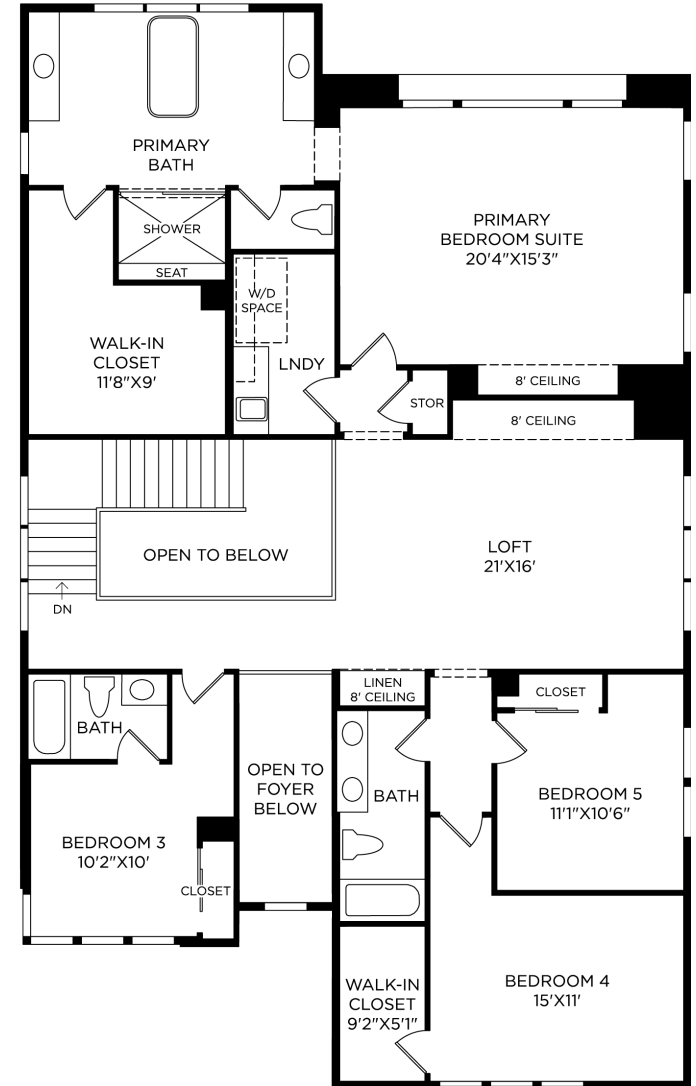 PRIMARY
BATH
PRIMARY
BEDROOM SUITE
20'4"X15'3"
SHOWER
SEAT
W/D
SPACE
WALK-IN
CLOSET
11'8"X9'
LNDY
8' CEILING
STOR
8' CEILING
OPEN TO BELOW
LOFT
21'X16'
DN
LINEN
8' CEILING
CLOSET
BATH
OPEN TO
FOYER
BELOW
BATH
BEDROOM 5
11'1"X10'6"
BEDROOM 3
10'2"X10'
CLOSET
WALK-IN
CLOSET
9'2"X5'1"
BEDROOM 4
15'X11'